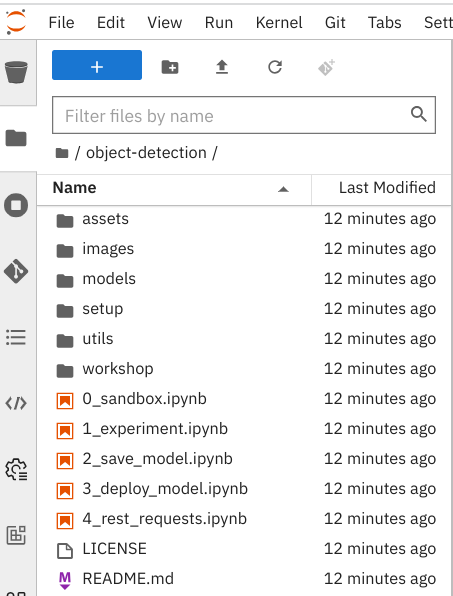 File Edit View Run Kernel Git Tabs Sett
+
Filter files by name
/ object-detection /
Name Last Modified
assets 12 minutes ago
images 12 minutes ago
models 12 minutes ago
setup 12 minutes ago
utils 12 minutes ago
workshop 12 minutes ago
0_sandbox.ipynb 12 minutes ago
1_experiment.ipynb 12 minutes ago
2_save_model.ipynb 12 minutes ago
3_deploy_model.ipynb 12 minutes ago
4_rest_requests.ipynb 12 minutes ago
LICENSE 12 minutes ago
M README.md 12 minutes ago